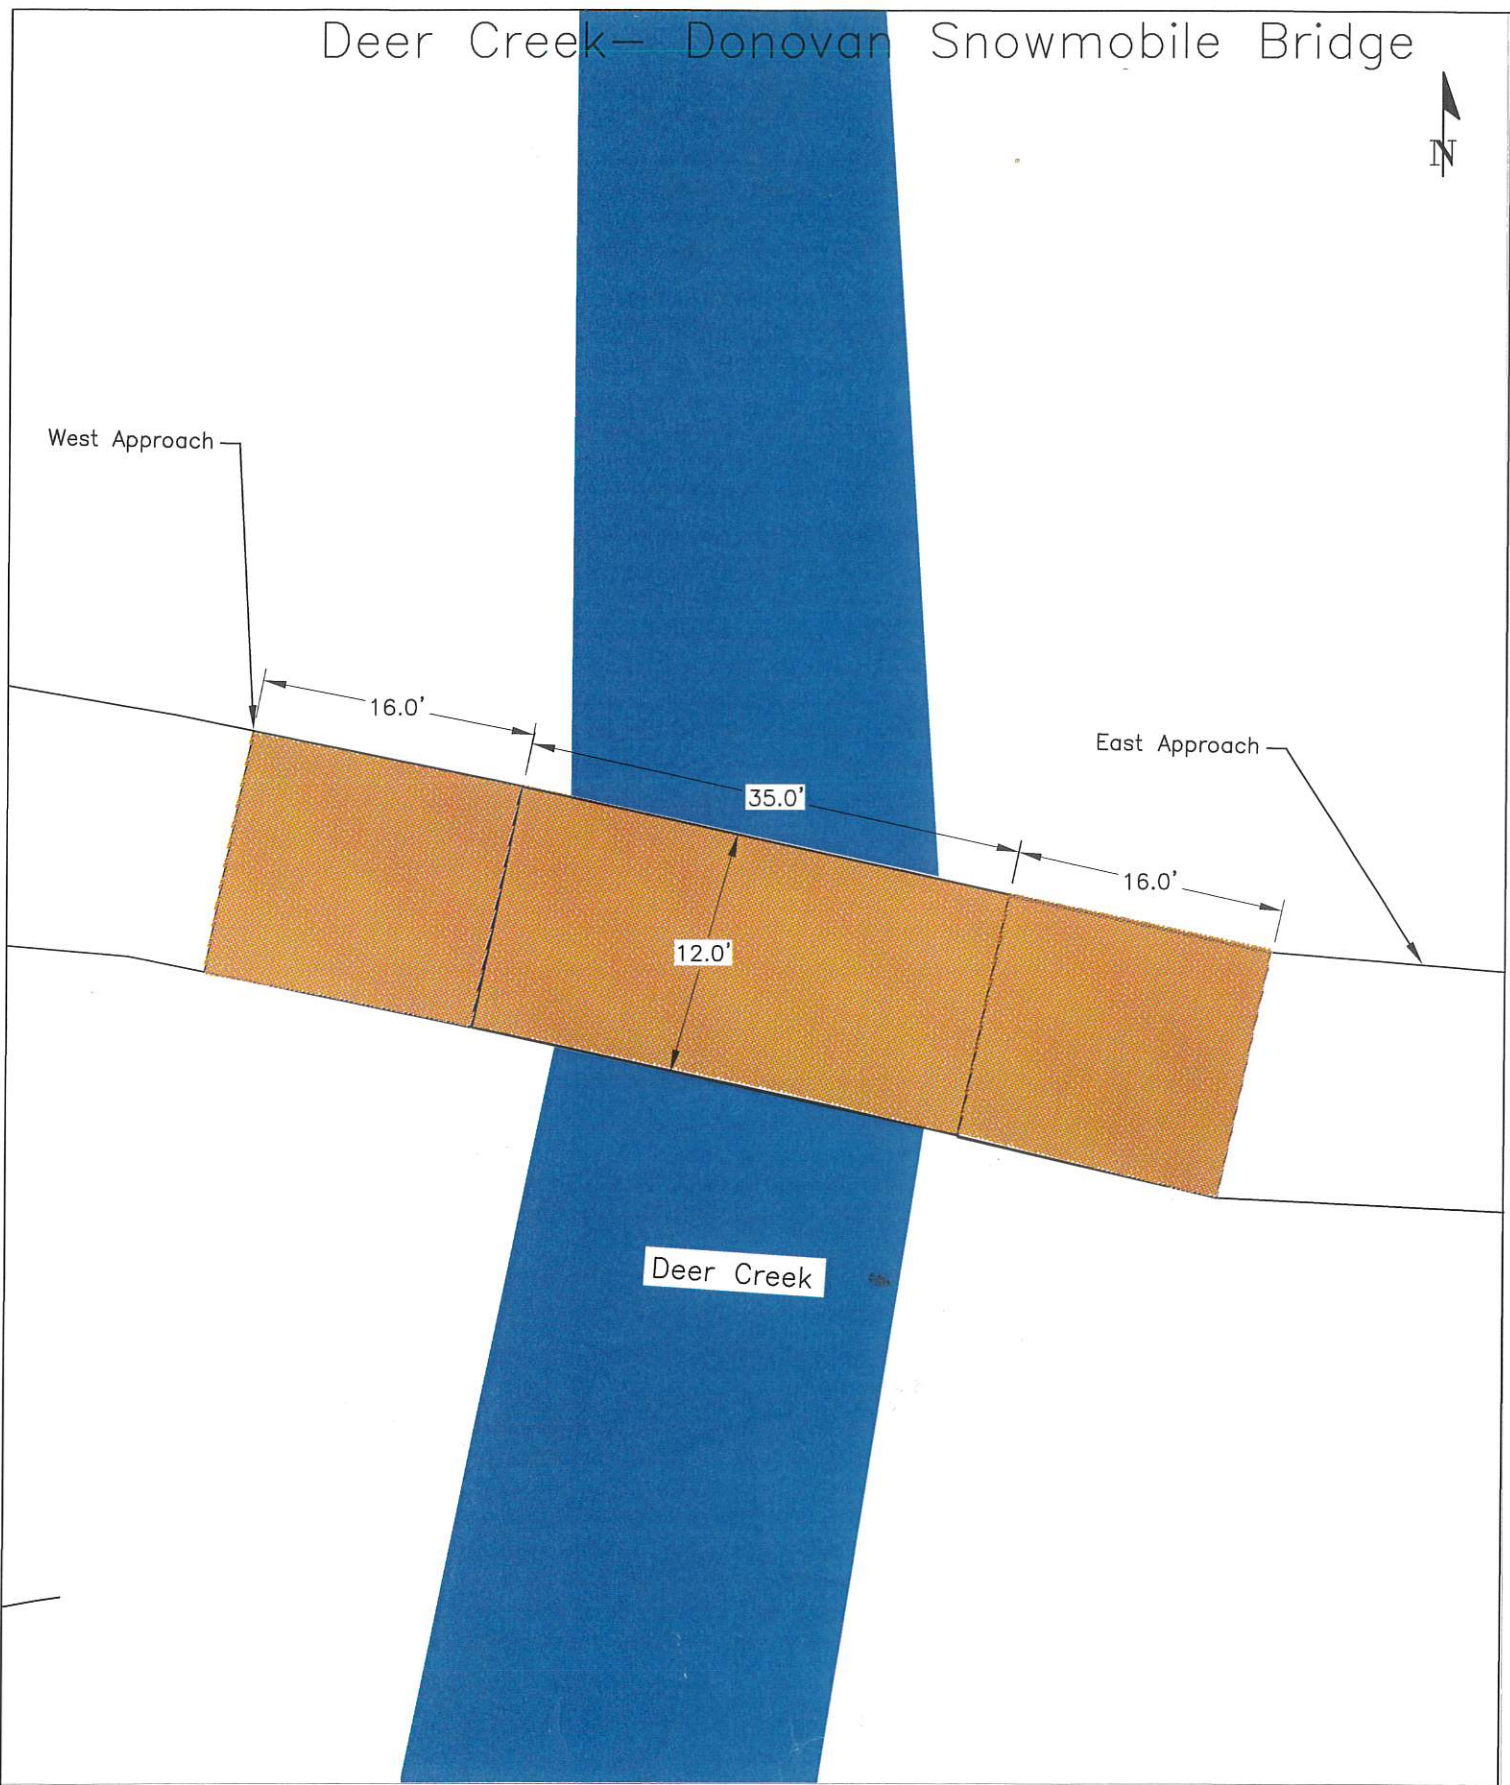 Deer Creek— Donovan Snowmobile Bridge
N
West Approach
16.0'
East Approach
35.0'
16.0'
12.0'
Deer Creek